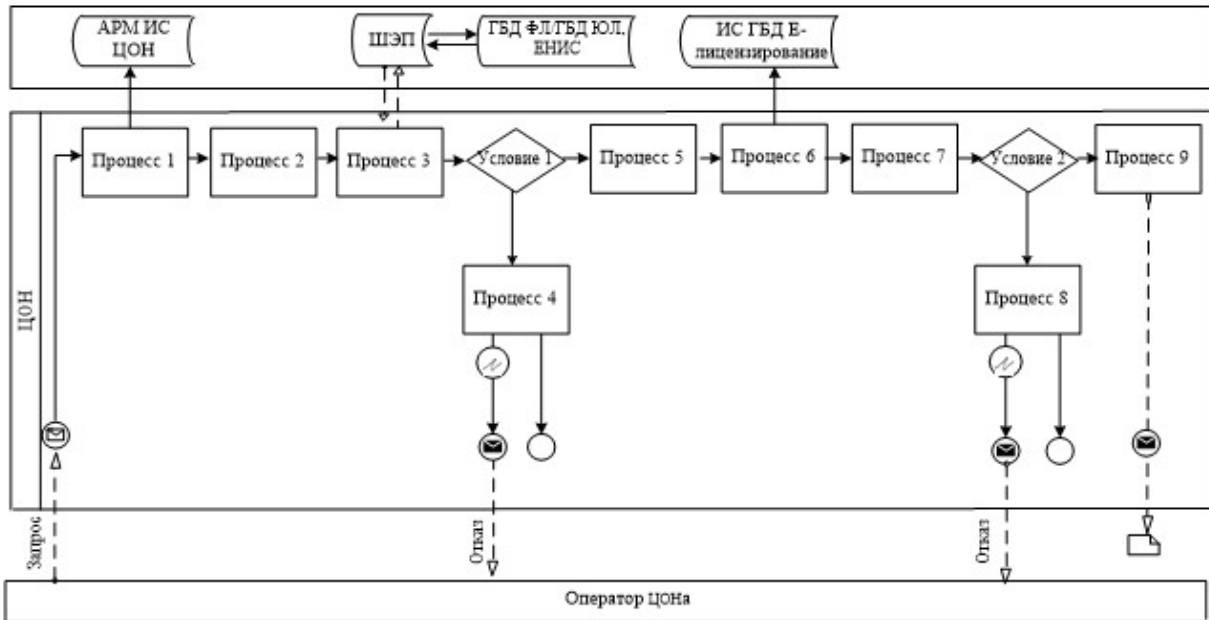 АРМ ИС
ЦОН
ШЭП
ГБД ФЛ/ГБД ЮЛ,
ЕНИС
ИС ГБД Е-
лицензирование
ЦОН
Процесс 1
Процесс 2
Процесс 3
Условие 1
Процесс 5
Процесс 6
Процесс 7
Условие 2
Процесс 9
Процесс 4
Процесс 8
Запрос
Отказ
Отказ
Оператор ЦОНа